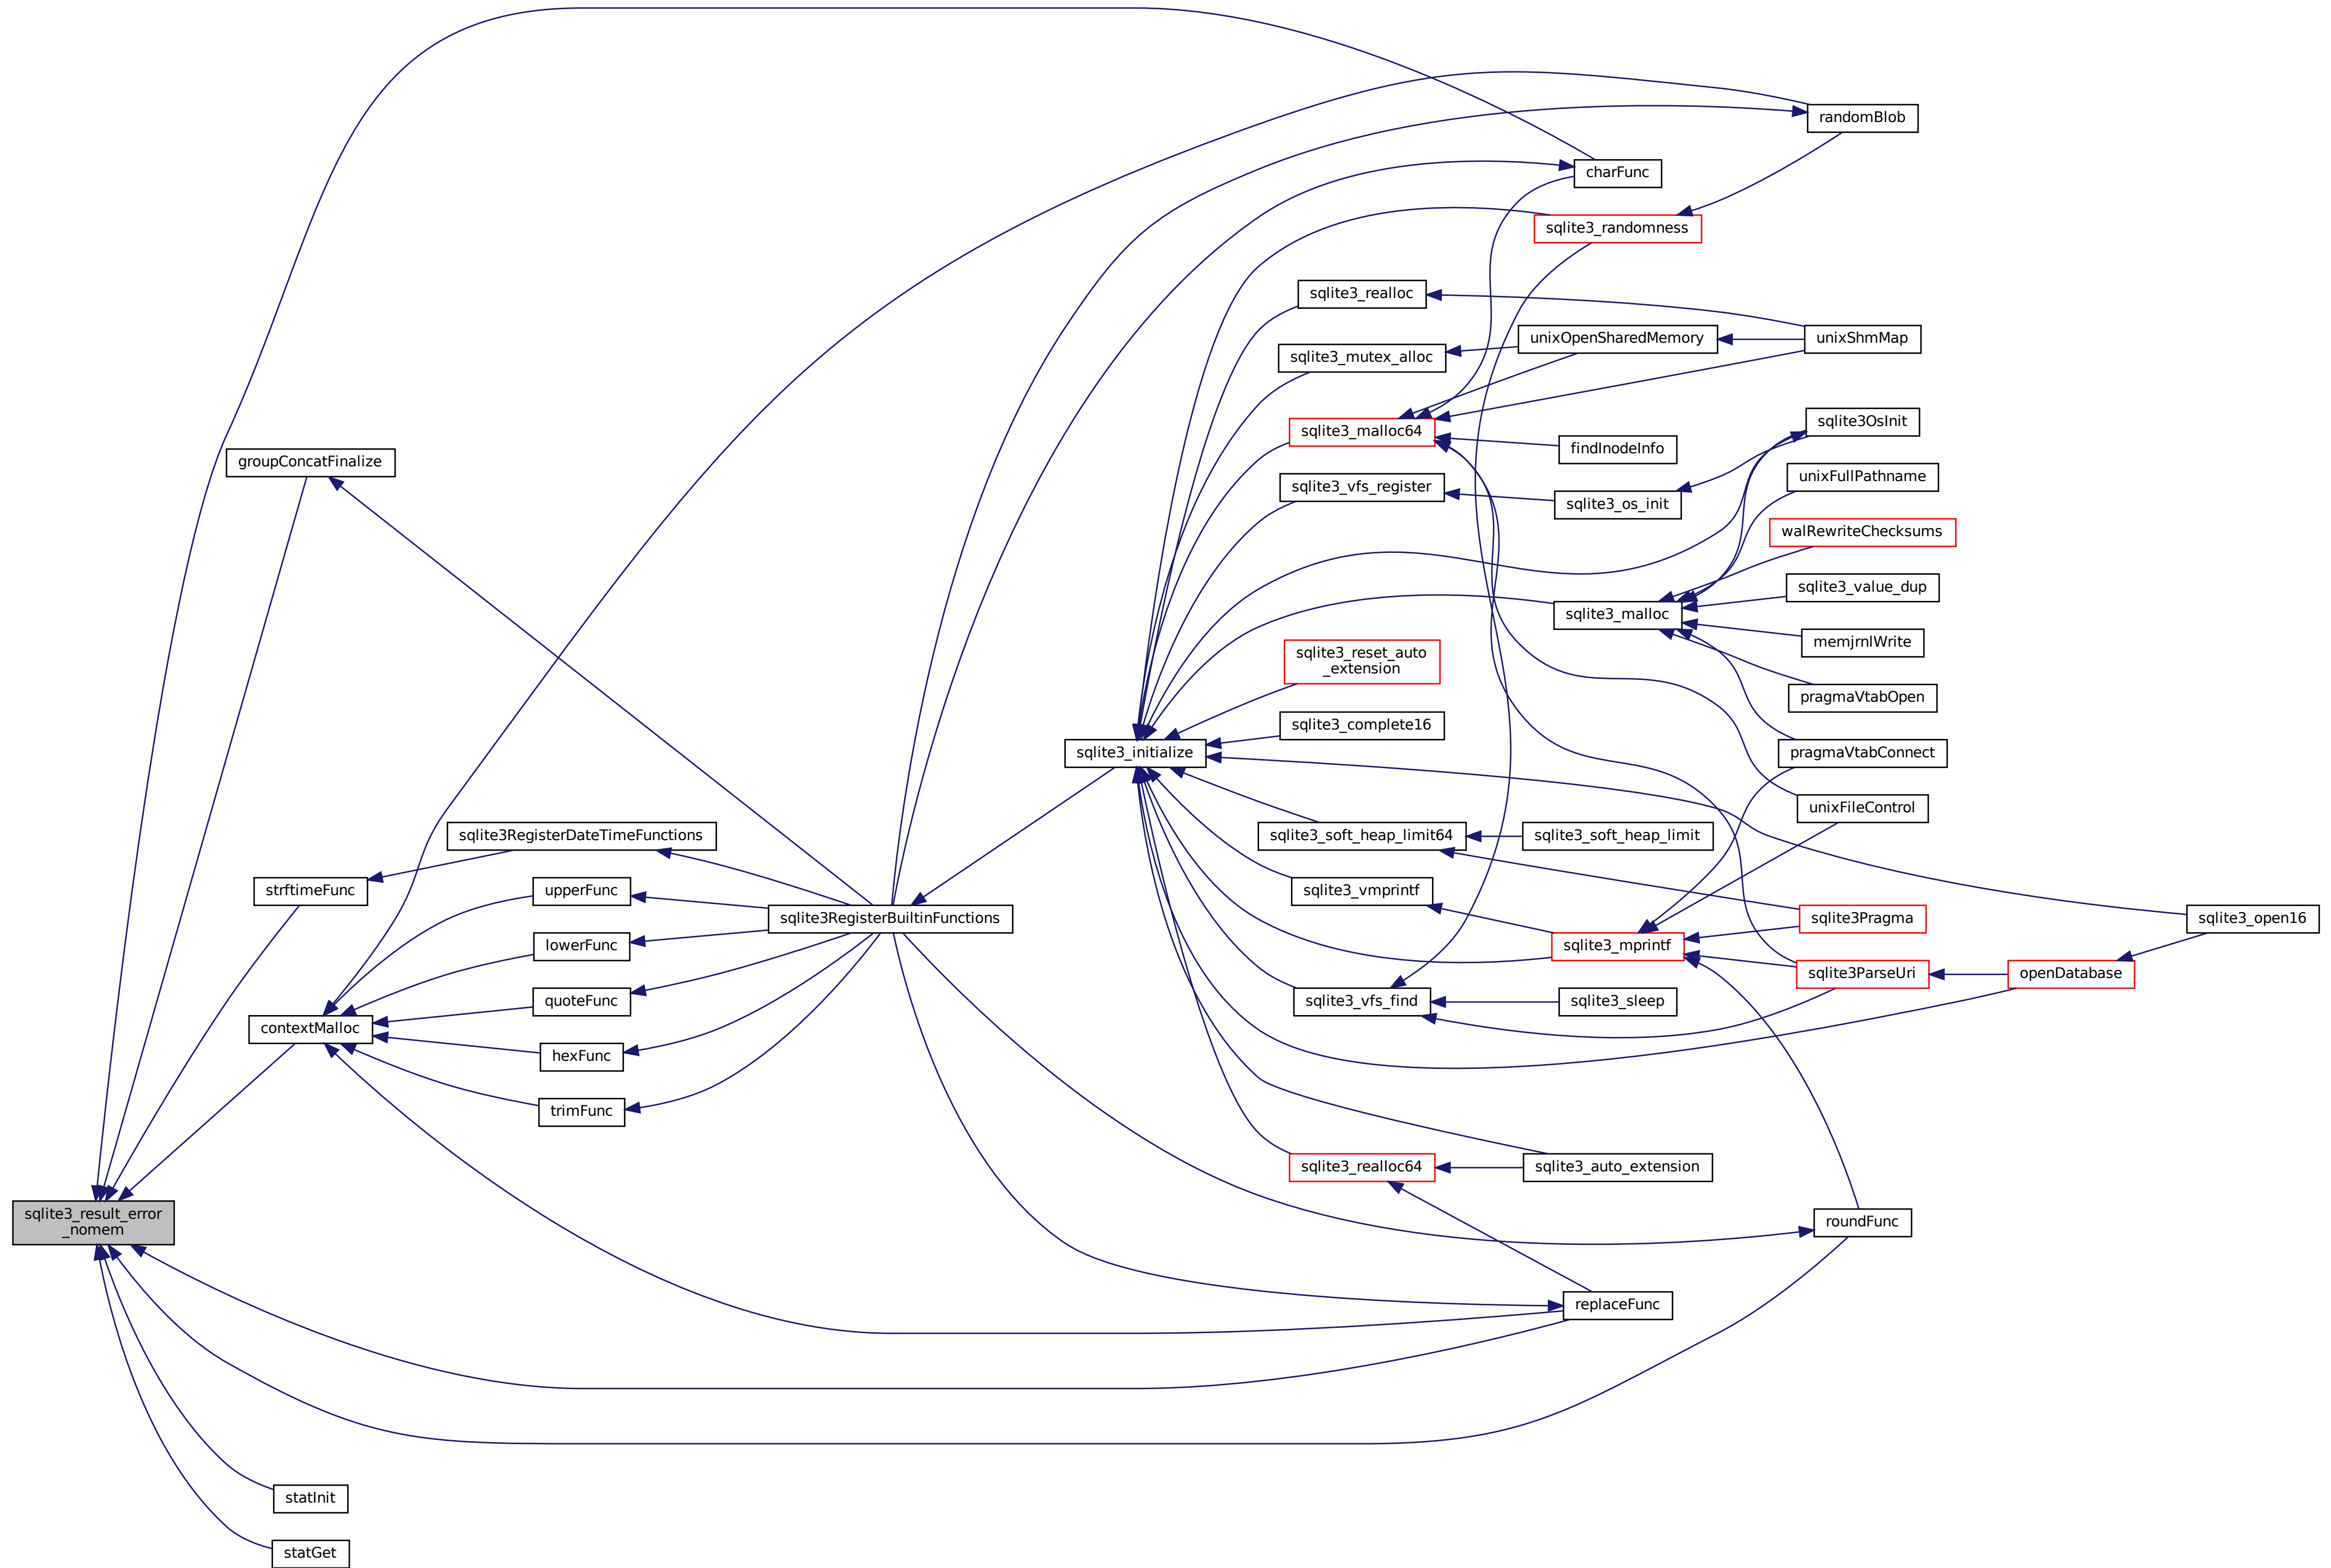 randomBlob
charFunc
sqlite3_randomness
sqlite3_realloc
unixOpenSharedMemory
unixShmMap
sqlite3_mutex_alloc
sqlite3OsInit
sqlite3_malloc64
findInodeInfo
groupConcatFinalize
unixFullPathname
sqlite3_vfs_register
sqlite3_os_init
walRewriteChecksums
sqlite3_value_dup
sqlite3_malloc
memjrnlWrite
sqlite3_reset_auto
_extension
pragmaVtabOpen
sqlite3_complete16
sqlite3_initialize
pragmaVtabConnect
unixFileControl
sqlite3RegisterDateTimeFunctions
sqlite3_soft_heap_limit64
sqlite3_soft_heap_limit
strftimeFunc
upperFunc
sqlite3_vmprintf
sqlite3RegisterBuiltinFunctions
sqlite3Pragma
sqlite3_open16
lowerFunc
sqlite3_mprintf
sqlite3ParseUri
openDatabase
quoteFunc
sqlite3_vfs_find
sqlite3_sleep
contextMalloc
hexFunc
trimFunc
sqlite3_realloc64
sqlite3_auto_extension
sqlite3_result_error
_nomem
roundFunc
replaceFunc
statInit
statGet